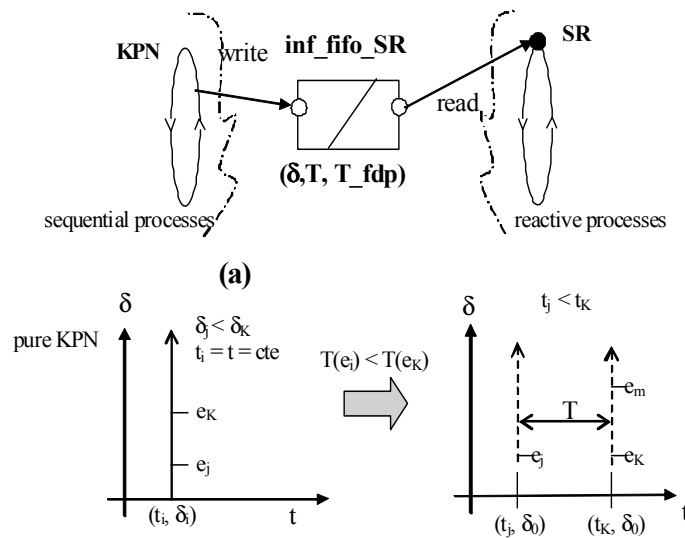 KPN
write
inf_fifo_SR
SR
read
(δ,T, T_fdp)
sequential processes
reactive processes
(a)
pure KPN
δ
δj < δK
ti = t = cte
eK
ej
(ti, δi)
t
T(ei) < T(eK)
tj < tK
δ
em
T
ej
eK
(tj, δ0)
(tK, δ0)
t